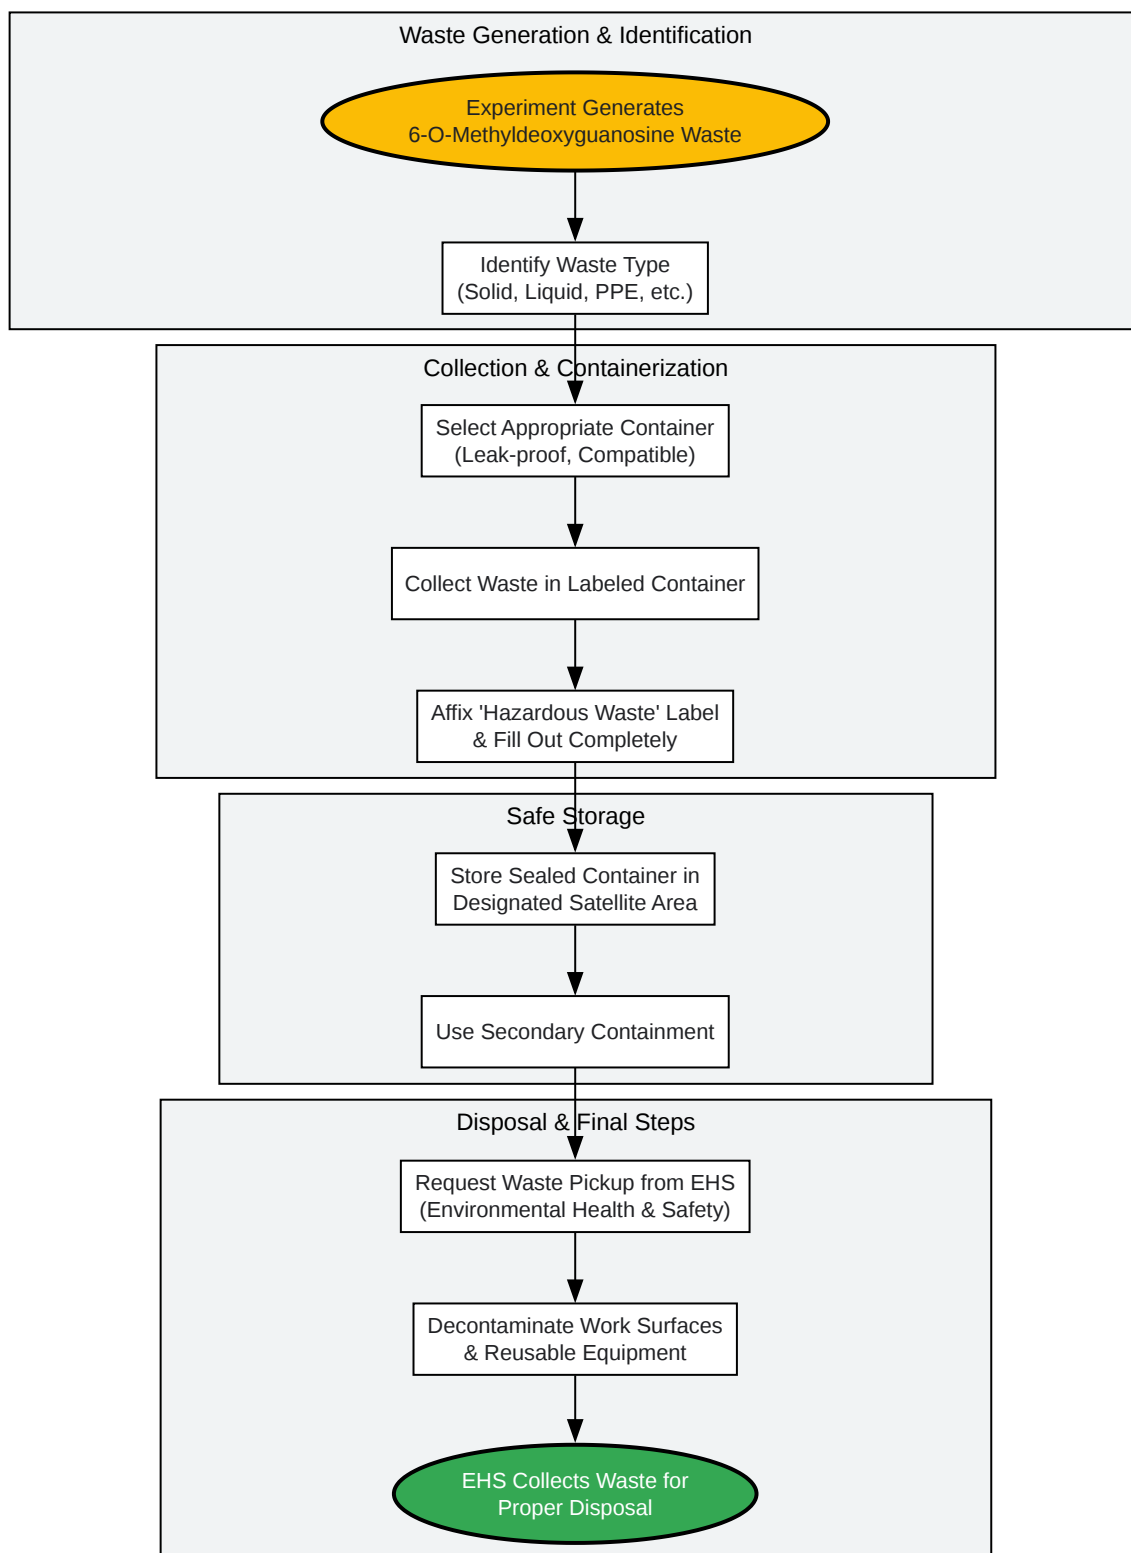 Waste Generation & Identification
Experiment Generates
6-O-Methyldeoxyguanosine Waste
Identify Waste Type
(Solid, Liquid, PPE, etc.)
Collection & Containerization
Select Appropriate Container
(Leak-proof, Compatible)
Collect Waste in Labeled Container
Affix 'Hazardous Waste' Label
& Fill Out Completely
Safe Storage
Store Sealed Container in
Designated Satellite Area
Use Secondary Containment
Disposal & Final Steps
Request Waste Pickup from EHS
(Environmental Health & Safety)
Decontaminate Work Surfaces
& Reusable Equipment
EHS Collects Waste for
Proper Disposal